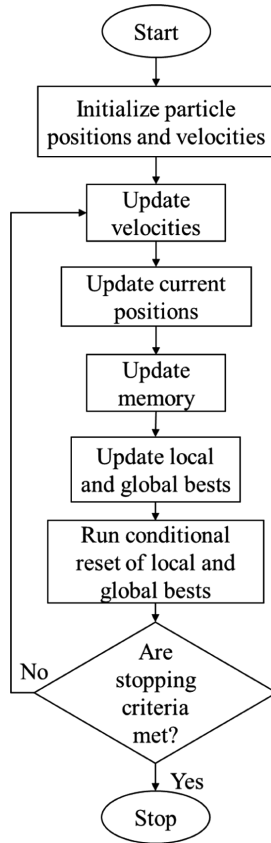 Start
Initialize particle
positions and velocities
Update
velocities
Update current
positions
Update
memory
Update local
and global bests
Run conditional
reset of local and
global bests
Are
stopping
criteria
met?
No
Yes
Stop